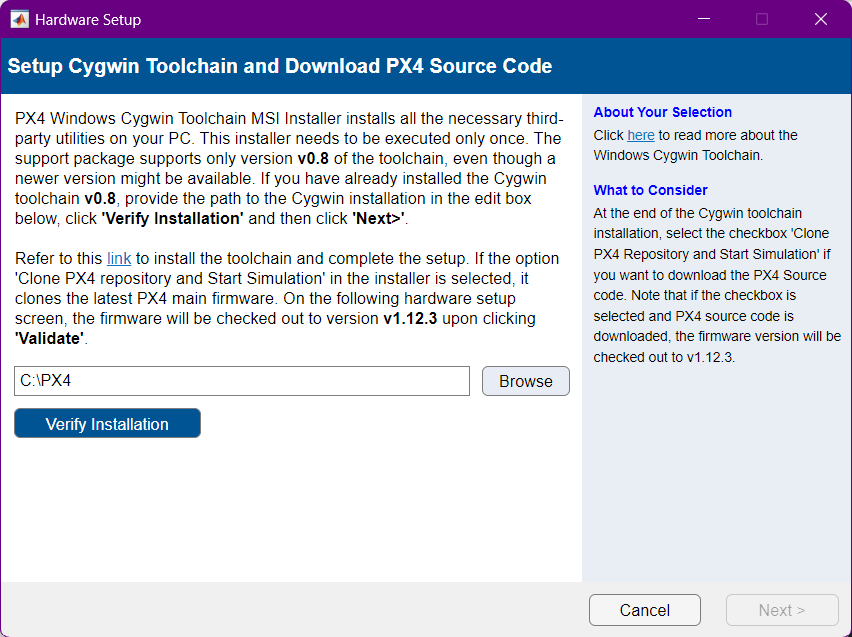 Hardware Setup
Setup Cygwin Toolchain and Download PX4 Source Code
PX4 Windows Cygwin Toolchain MSI Installer installs all the necessary third-
party utilities on your PC. This installer needs to be executed only once. The
support package supports only version v0.8 of the toolchain, even though a
newer version might be available. If you have already installed the Cygwin
toolchain v0.8, provide the path to the Cygwin installation in the edit box
below, click 'Verify Installation' and then click 'Next>'.
Refer to this link to install the toolchain and complete the setup. If the option
'Clone PX4 repository and Start Simulation' in the installer is selected, it
clones the latest PX4 main firmware. On the following hardware setup
screen, the firmware will be checked out to version v1.12.3 upon clicking
'Validate'.
C:\PX4
Browse
Verify Installation
About Your Selection
Click here to read more about the
Windows Cygwin Toolchain.
What to Consider
At the end of the Cygwin toolchain
installation, select the checkbox 'Clone
PX4 Repository and Start Simulation' if
you want to download the PX4 Source
code. Note that if the checkbox is
selected and PX4 source code is
downloaded, the firmware version will be
checked out to v1.12.3.
Cancel
Next >